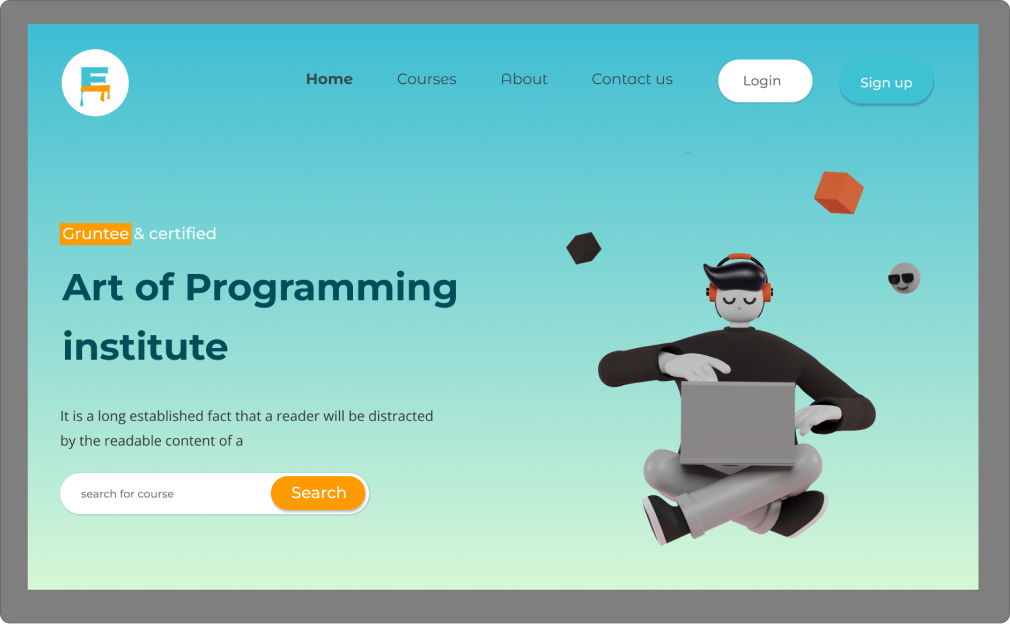 Home Courses About Contact us Login Sign up
Gruntee & certified
Art of Programming
institute
It is a long established fact that a reader will be distracted
by the readable content of a
search for course Search